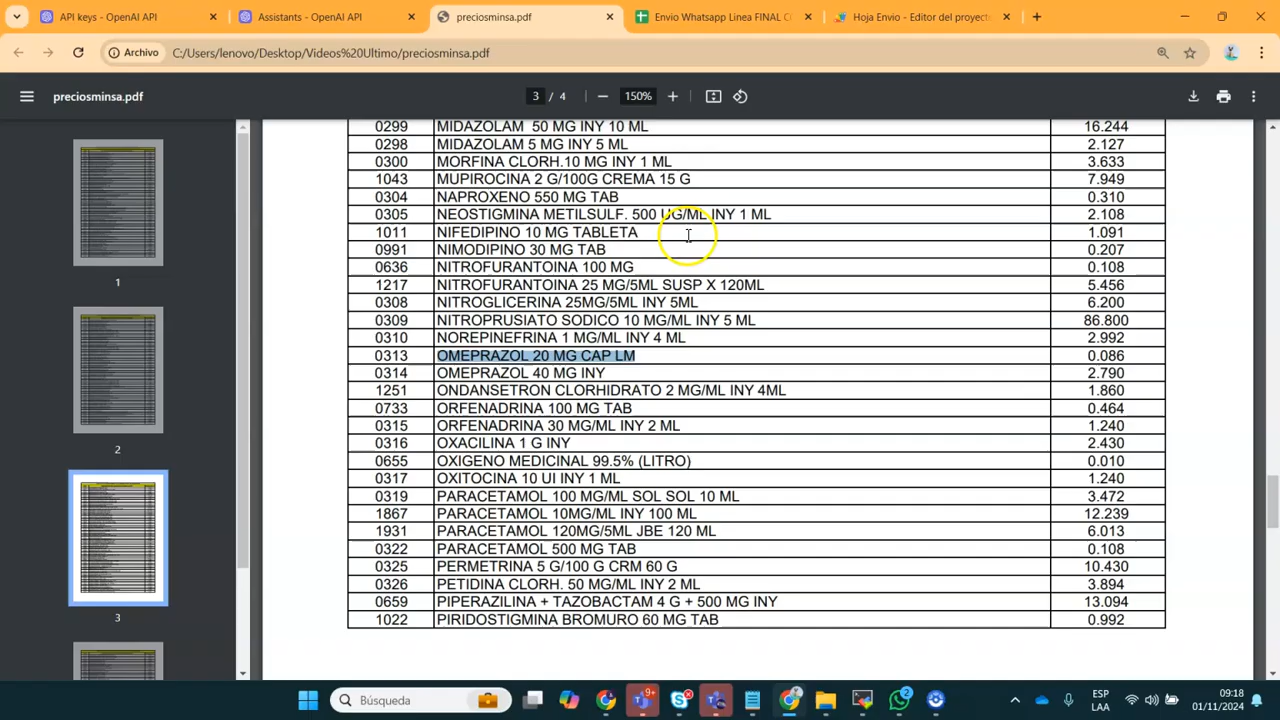 API keys - OpenAI API
Assistants - OpenAI API
preciosminsa.pdf
Envio Whatsapp Linea FINAL C
Hoja Envio - Editor del proyect
Archivo
C:/Users/lenovo/Desktop/Videos%20Ultimo/preciosminsa.pdf
preciosminsa.pdf
3 / 4
150%
0299 MIDAZOLAM 50 MG INY 10 ML 16.244
0298 MIDAZOLAM 5 MG INY 5 ML 2.127
0300 MORFINA CLORH.10 MG INY 1 ML 3.633
1043 MUPIROCINA 2 G/100G CREMA 15 G 7.949
0304 NAPROXENO 550 MG TAB 0.310
0305 NEOSTIGMINA METILSULF. 500 UG/ML INY 1 ML 2.108
1011 NIFEDIPINO 10 MG TABLETA 1.091
0991 NIMODIPINO 30 MG TAB 0.207
0636 NITROFURANTOINA 100 MG 0.108
1217 NITROFURANTOINA 25 MG/5ML SUSP X 120ML 5.456
0308 NITROGLICERINA 25MG/5ML INY 5ML 6.200
0309 NITROPRUSIATO SODICO 10 MG/ML INY 5 ML 86.800
0310 NOREPINEFRINA 1 MG/ML INY 4 ML 2.992
0313 OMEPRAZOL 20 MG CAP LM 0.086
0314 OMEPRAZOL 40 MG INY 2.790
1251 ONDANSETRON CLORHIDRATO 2 MG/ML INY 4ML 1.860
0733 ORFENADRINA 100 MG TAB 0.464
0315 ORFENADRINA 30 MG/ML INY 2 ML 1.240
0316 OXACILINA 1 G INY 2.430
0655 OXIGENO MEDICINAL 99.5% (LITRO) 0.010
0317 OXITOCINA 10 UI INY 1 ML 1.240
0319 PARACETAMOL 100 MG/ML SOL SOL 10 ML 3.472
1867 PARACETAMOL 10MG/ML INY 100 ML 12.239
1931 PARACETAMOL 120MG/5ML JBE 120 ML 6.013
0322 PARACETAMOL 500 MG TAB 0.108
0325 PERMETRINA 5 G/100 G CRM 60 G 10.430
0326 PETIDINA CLORH. 50 MG/ML INY 2 ML 3.894
0659 PIPERAZILINA + TAZOBACTAM 4 G + 500 MG INY 13.094
1022 PIRIDOSTIGMINA BROMURO 60 MG TAB 0.992
1
2
3
Búsqueda
9+
2
ESP
LAA
09:18
01/11/2024